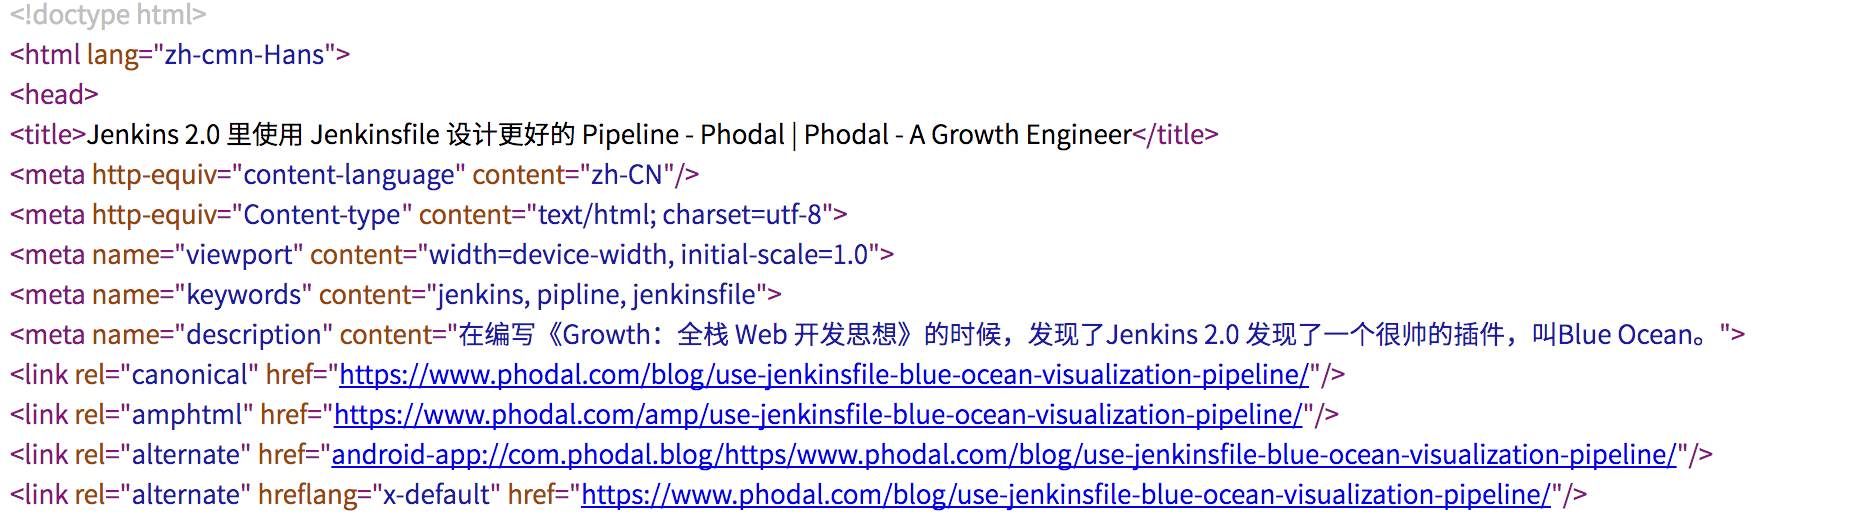 <!doctype html>
<html lang="zh-cmn-Hans">
<head>
<title>Jenkins 2.0 里使用 Jenkinsfile 设计更好的 Pipeline - Phodal | Phodal - A Growth Engineer</title>
<meta http-equiv="content-language" content="zh-CN"/>
<meta http-equiv="Content-type" content="text/html; charset=utf-8">
<meta name="viewport" content="width=device-width, initial-scale=1.0">
<meta name="keywords" content="jenkins, pipline, jenkinsfile">
<meta name="description" content="在编写《Growth：全栈 Web 开发思想》的时候，发现了Jenkins 2.0 发现了一个很帅的插件，叫Blue Ocean。">
<link rel="canonical" href="https://www.phodal.com/blog/use-jenkinsfile-blue-ocean-visualization-pipeline/"/>
<link rel="amphtml" href="https://www.phodal.com/amp/use-jenkinsfile-blue-ocean-visualization-pipeline/"/>
<link rel="alternate" href="android-app://com.phodal.blog/https/www.phodal.com/blog/use-jenkinsfile-blue-ocean-visualization-pipeline/"/>
<link rel="alternate" hreflang="x-default" href="https://www.phodal.com/blog/use-jenkinsfile-blue-ocean-visualization-pipeline/"/>